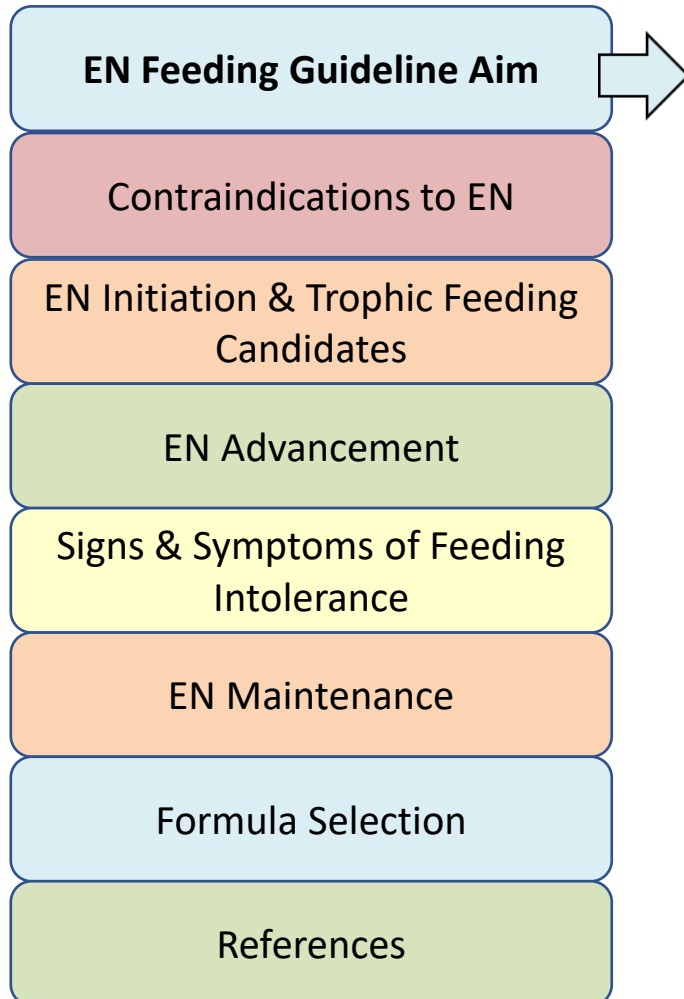 EN Feeding Guideline Aim
Contraindications to EN
EN Initiation & Trophic Feeding
Candidates
EN Advancement
Signs & Symptoms of Feeding
Intolerance
EN Maintenance
Formula Selection
References